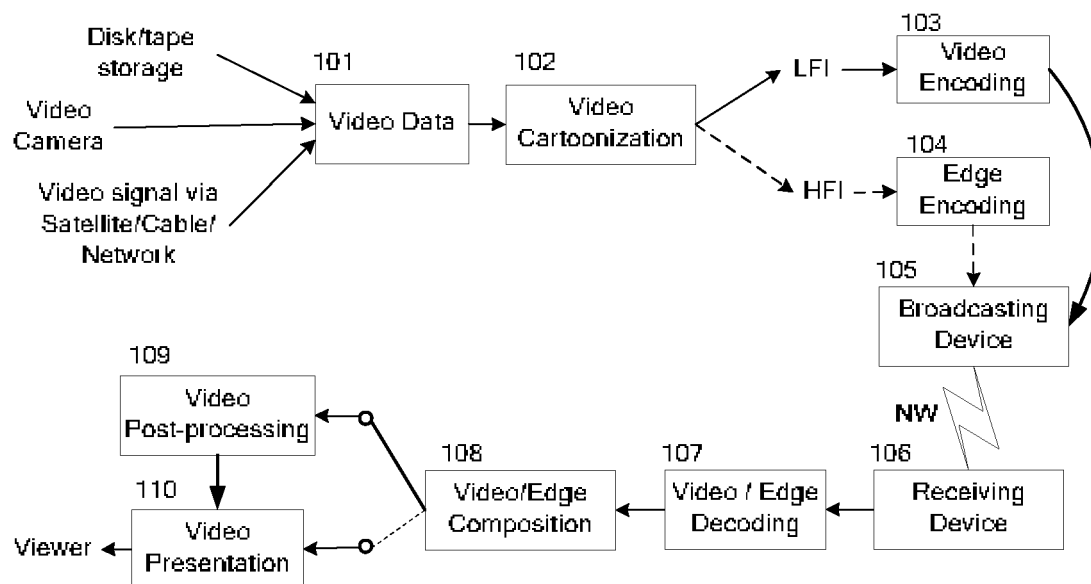 Disk/tape
storage
Video
Camera
Video signal via
Satellite/Cable/
Network
101
Video Data
102
Video
Cartoonization
LFI
HFI
103
Video
Encoding
104
Edge
Encoding
105
Broadcasting
Device
NW
106
Receiving
Device
107
Video / Edge
Decoding
108
Video/Edge
Composition
109
Video
Post-processing
110
Video
Presentation
Viewer